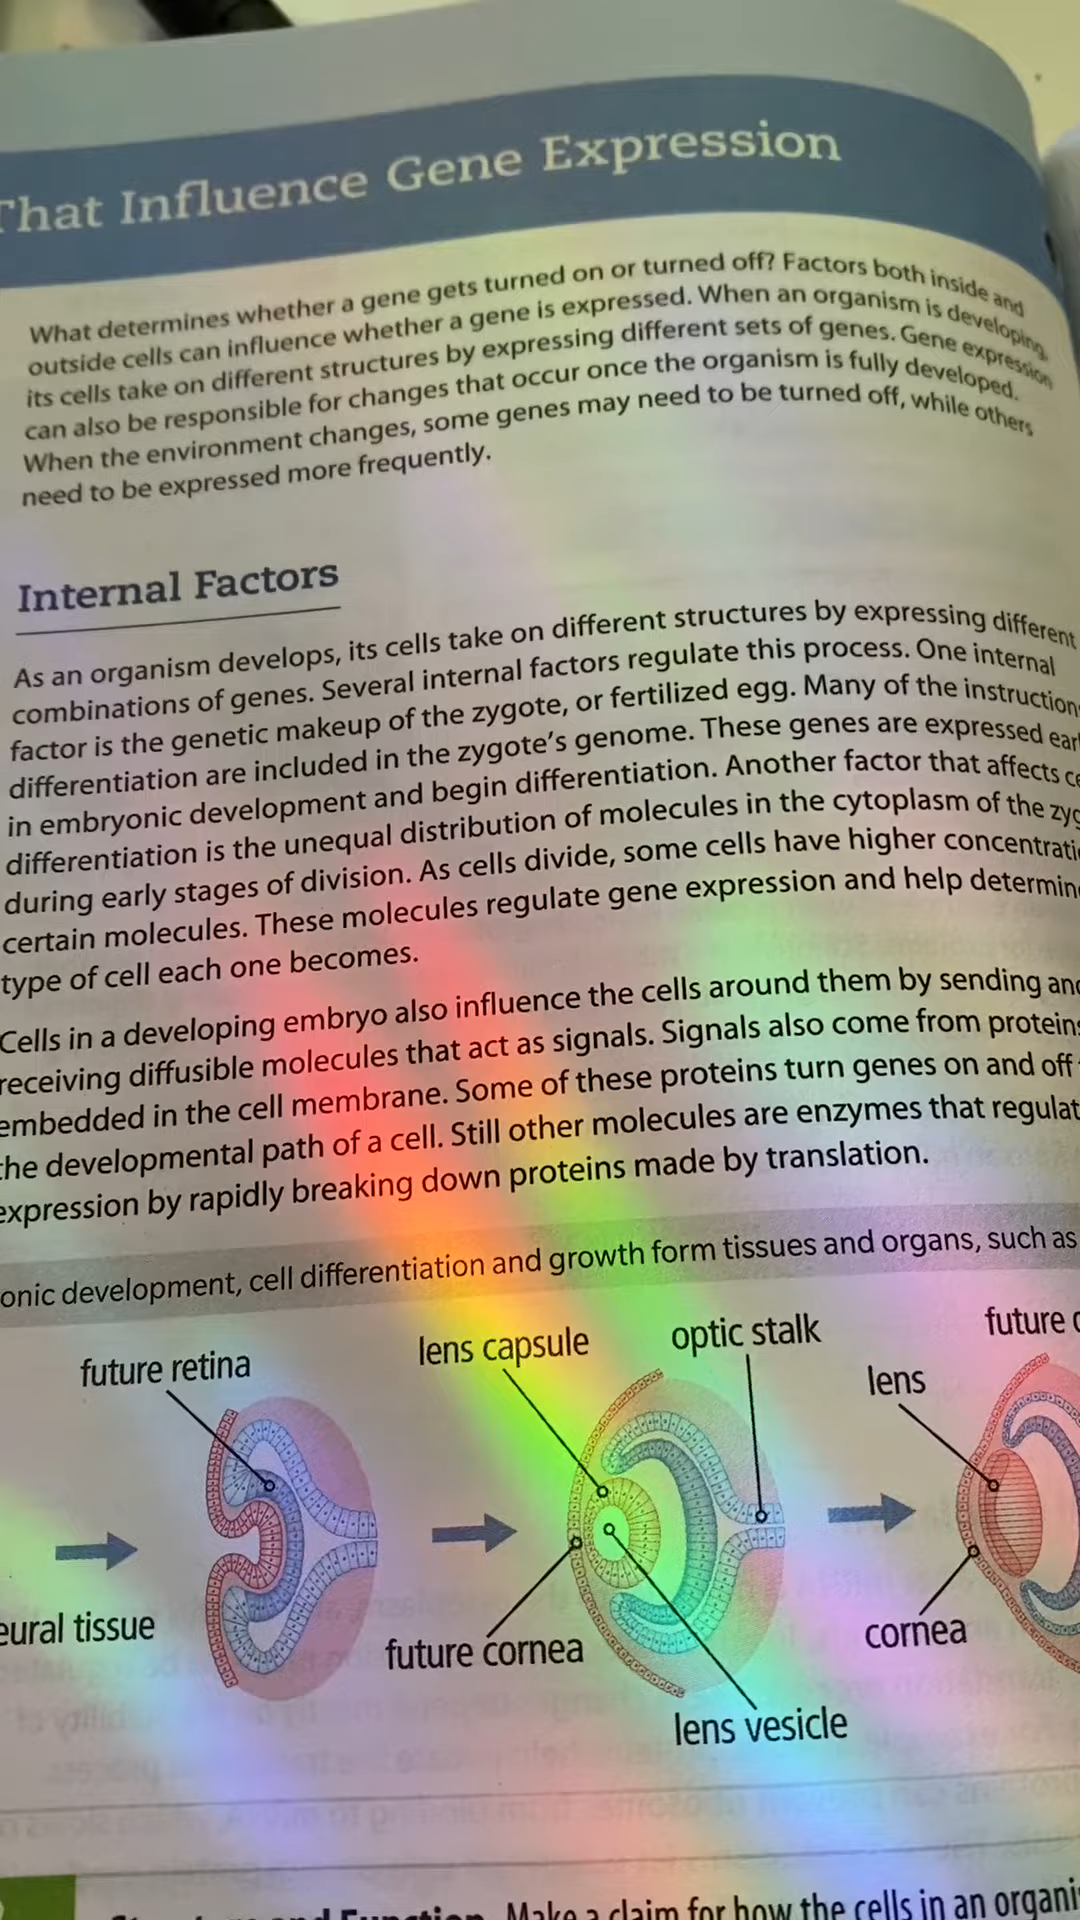 That Influence Gene Expression
What determines whether a gene gets turned on or turned off? Factors both inside and
outside cells can influence whether a gene is expressed. When an organism is developing,
its cells take on different structures by expressing different sets of genes. Gene expression
can also be responsible for changes that occur once the organism is fully developed.
When the environment changes, some genes may need to be turned off, while others
need to be expressed more frequently.
Internal Factors
As an organism develops, its cells take on different structures by expressing different
combinations of genes. Several internal factors regulate this process. One internal
factor is the genetic makeup of the zygote, or fertilized egg. Many of the instruction
differentiation are included in the zygote's genome. These genes are expressed earl
in embryonic development and begin differentiation. Another factor that affects ce
differentiation is the unequal distribution of molecules in the cytoplasm of the zyg
during early stages of division. As cells divide, some cells have higher concentrati
certain molecules. These molecules regulate gene expression and help determin
type of cell each one becomes.
Cells in a developing embryo also influence the cells around them by sending and
receiving diffusible molecules that act as signals. Signals also come from proteins
embedded in the cell membrane. Some of these proteins turn genes on and off
the developmental path of a cell. Still other molecules are enzymes that regulat
expression by rapidly breaking down proteins made by translation.
onic development, cell differentiation and growth form tissues and organs, such as
future retina
lens capsule
optic stalk
lens
future
eural tissue
future cornea
lens vesicle
cornea
Structure and Function Make a claim for how the cells in an organi